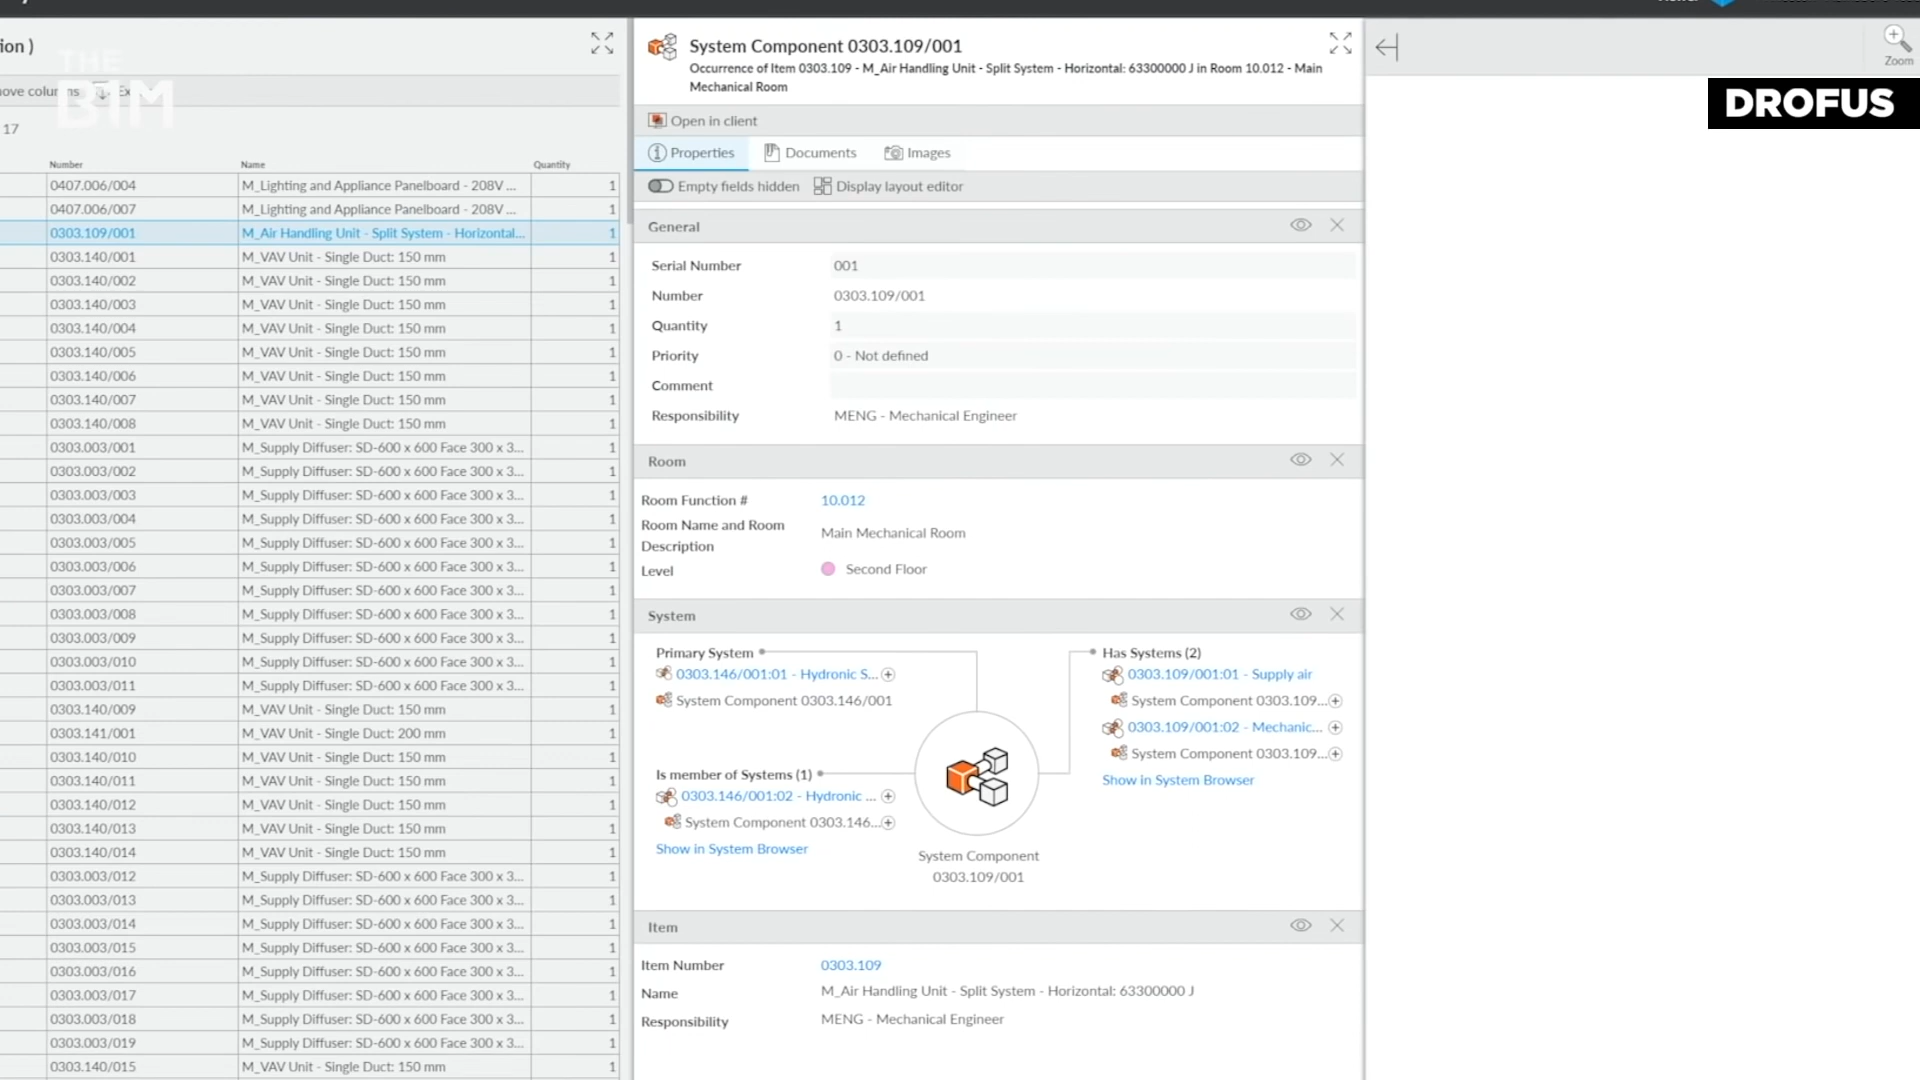 ion )
THE
BIM
ove columns
Ex
17
Number Name Quantity
0407.006/004 M_Lighting and Appliance Panelboard - 208V ... 1
0407.006/007 M_Lighting and Appliance Panelboard - 208V ... 1
0303.109/001 M_Air Handling Unit - Split System - Horizontal... 1
0303.140/001 M_VAV Unit - Single Duct: 150 mm 1
0303.140/002 M_VAV Unit - Single Duct: 150 mm 1
0303.140/003 M_VAV Unit - Single Duct: 150 mm 1
0303.140/004 M_VAV Unit - Single Duct: 150 mm 1
0303.140/005 M_VAV Unit - Single Duct: 150 mm 1
0303.140/006 M_VAV Unit - Single Duct: 150 mm 1
0303.140/007 M_VAV Unit - Single Duct: 150 mm 1
0303.140/008 M_VAV Unit - Single Duct: 150 mm 1
0303.003/001 M_Supply Diffuser: SD-600 x 600 Face 300 x 3... 1
0303.003/002 M_Supply Diffuser: SD-600 x 600 Face 300 x 3... 1
0303.003/003 M_Supply Diffuser: SD-600 x 600 Face 300 x 3... 1
0303.003/004 M_Supply Diffuser: SD-600 x 600 Face 300 x 3... 1
0303.003/005 M_Supply Diffuser: SD-600 x 600 Face 300 x 3... 1
0303.003/006 M_Supply Diffuser: SD-600 x 600 Face 300 x 3... 1
0303.003/007 M_Supply Diffuser: SD-600 x 600 Face 300 x 3... 1
0303.003/008 M_Supply Diffuser: SD-600 x 600 Face 300 x 3... 1
0303.003/009 M_Supply Diffuser: SD-600 x 600 Face 300 x 3... 1
0303.003/010 M_Supply Diffuser: SD-600 x 600 Face 300 x 3... 1
0303.003/011 M_Supply Diffuser: SD-600 x 600 Face 300 x 3... 1
0303.140/009 M_VAV Unit - Single Duct: 150 mm 1
0303.141/001 M_VAV Unit - Single Duct: 200 mm 1
0303.140/010 M_VAV Unit - Single Duct: 150 mm 1
0303.140/011 M_VAV Unit - Single Duct: 150 mm 1
0303.140/012 M_VAV Unit - Single Duct: 150 mm 1
0303.140/013 M_VAV Unit - Single Duct: 150 mm 1
0303.140/014 M_VAV Unit - Single Duct: 150 mm 1
0303.003/012 M_Supply Diffuser: SD-600 x 600 Face 300 x 3... 1
0303.003/013 M_Supply Diffuser: SD-600 x 600 Face 300 x 3... 1
0303.003/014 M_Supply Diffuser: SD-600 x 600 Face 300 x 3... 1
0303.003/015 M_Supply Diffuser: SD-600 x 600 Face 300 x 3... 1
0303.003/016 M_Supply Diffuser: SD-600 x 600 Face 300 x 3... 1
0303.003/017 M_Supply Diffuser: SD-600 x 600 Face 300 x 3... 1
0303.003/018 M_Supply Diffuser: SD-600 x 600 Face 300 x 3... 1
0303.003/019 M_Supply Diffuser: SD-600 x 600 Face 300 x 3... 1
0303.140/015 M_VAV Unit - Single Duct: 150 mm 1
System Component 0303.109/001
Occurrence of Item 0303.109 - M_Air Handling Unit - Split System - Horizontal: 63300000 J in Room 10.012 - Main
Mechanical Room
Open in client
Properties Documents Images
Empty fields hidden Display layout editor
General
Serial Number 001
Number 0303.109/001
Quantity 1
Priority 0 - Not defined
Comment
Responsibility MENG - Mechanical Engineer
Room
Room Function # 10.012
Room Name and Room
Description
Main Mechanical Room
Level Second Floor
System
Primary System
0303.146/001:01 - Hydronic S...
System Component 0303.146/001
Is member of Systems (1)
0303.146/001:02 - Hydronic ...
System Component 0303.146...
Show in System Browser
System Component
0303.109/001
Has Systems (2)
0303.109/001:01 - Supply air
System Component 0303.109...
0303.109/001:02 - Mechanic...
System Component 0303.109...
Show in System Browser
Item
Item Number 0303.109
Name M_Air Handling Unit - Split System - Horizontal: 63300000 J
Responsibility MENG - Mechanical Engineer
Zoom
DROFUS